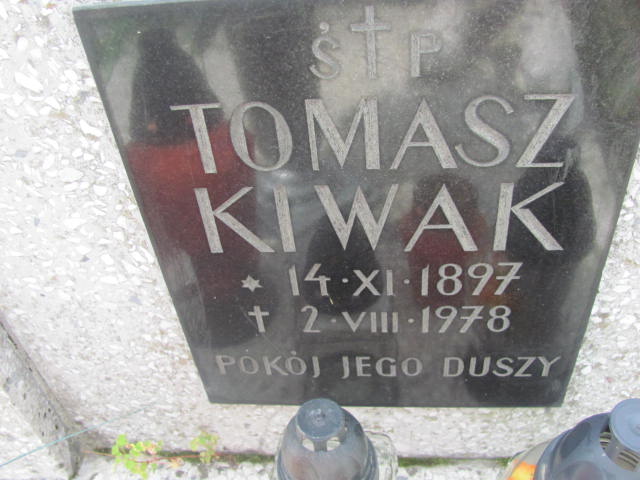 Ś † P
TOMASZ
KIWAK
* 14·XI·1897
† 2·VIII·1978
POKÓJ JEGO DUSZY